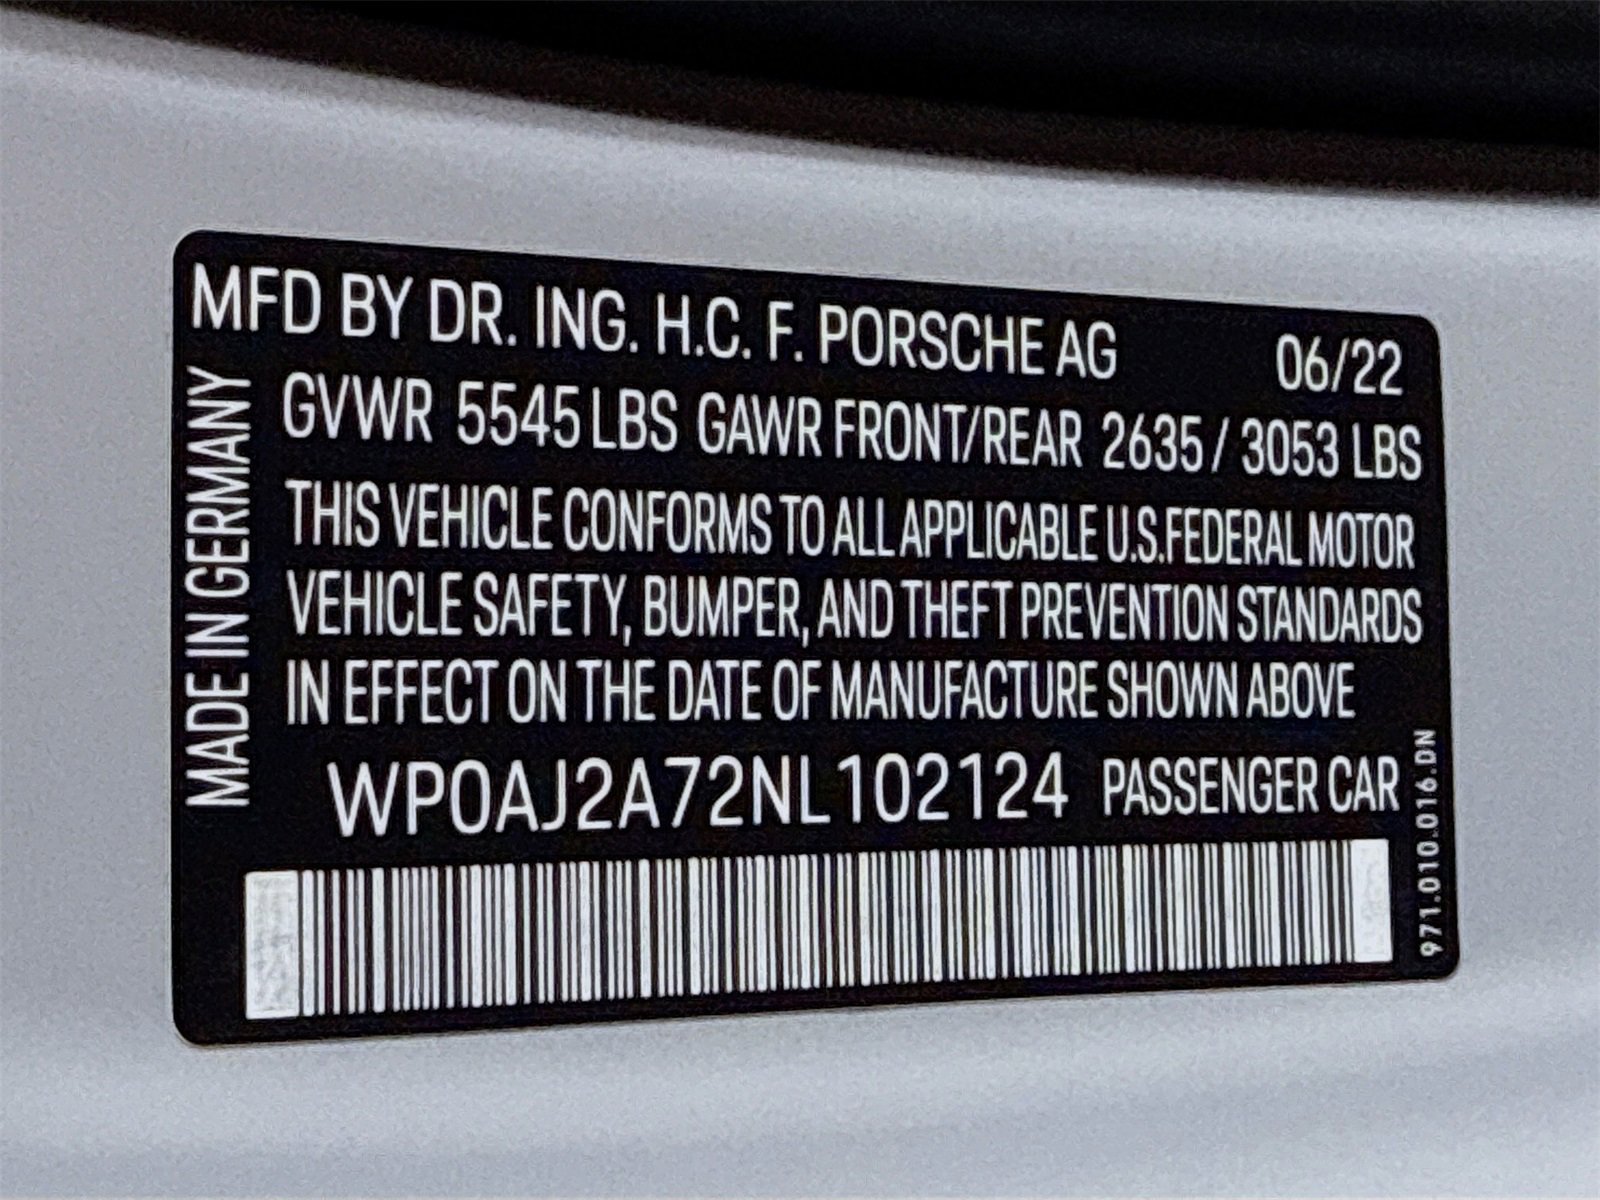 MFD BY DR. ING. H.C. F. PORSCHE AG 06/22
GVWR 5545 LBS GAWR FRONT/REAR 2635 / 3053 LBS
THIS VEHICLE CONFORMS TO ALL APPLICABLE U.S.FEDERAL MOTOR
VEHICLE SAFETY, BUMPER, AND THEFT PREVENTION STANDARDS
IN EFFECT ON THE DATE OF MANUFACTURE SHOWN ABOVE
WP0AJ2A72NL102124 PASSENGER CAR
MADE IN GERMANY
971.010.016.DN